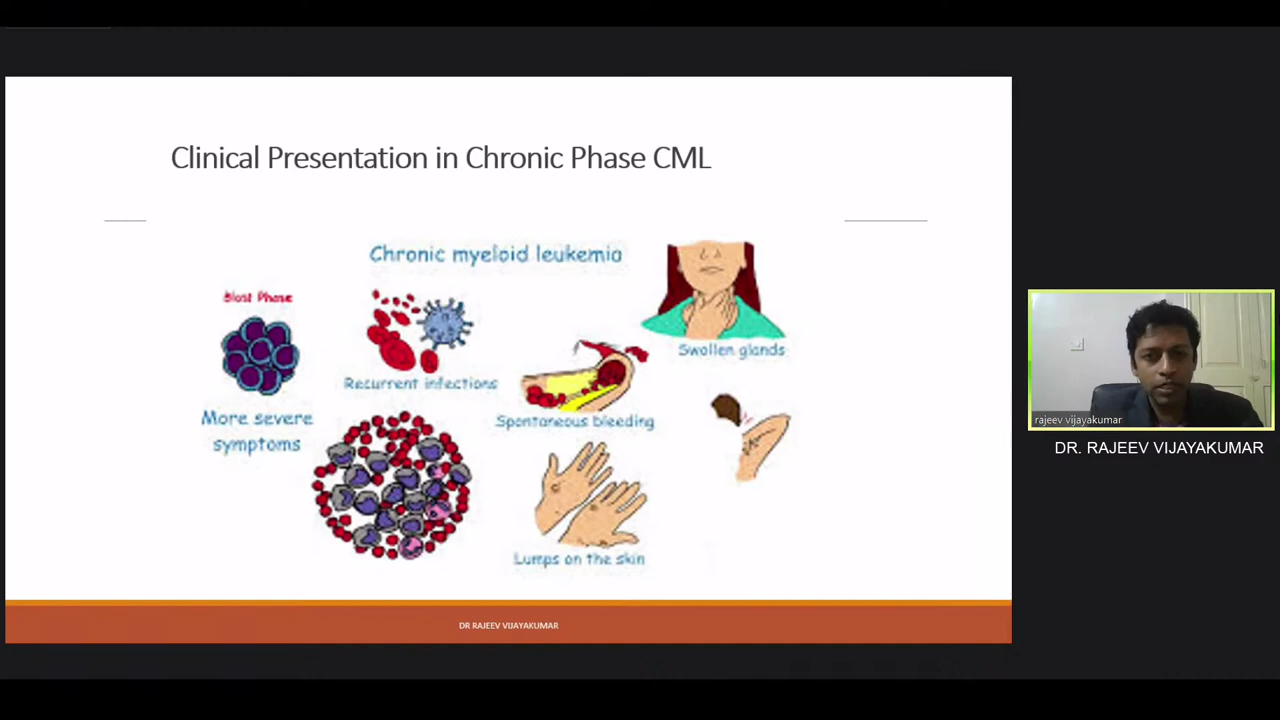 Clinical Presentation in Chronic Phase CML
Chronic myeloid leukemia
Blast Phase
More severe
symptoms
Recurrent infections
Spontaneous bleeding
Swollen glands
Lumps on the skin
DR RAJEEV VIJAYAKUMAR
rajeev vijayakumar
DR. RAJEEV VIJAYAKUMAR